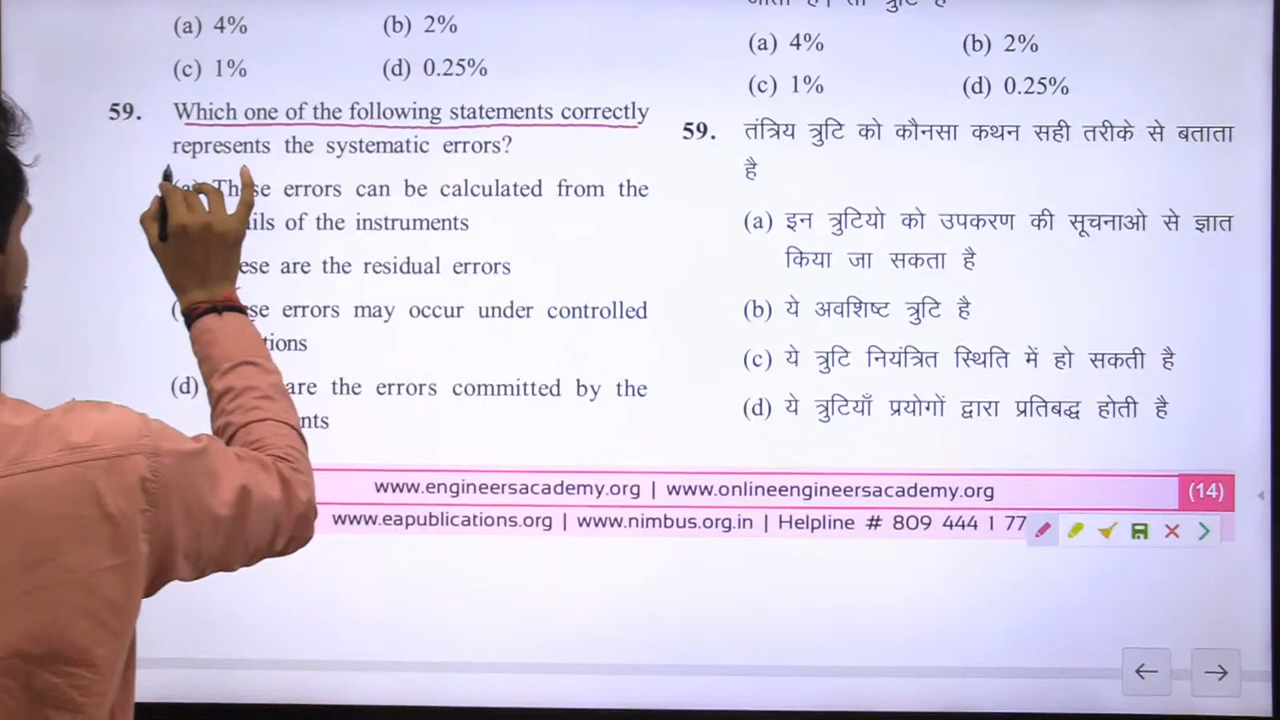 (a) 4% (b) 2%
(c) 1% (d) 0.25%
59. Which one of the following statements correctly
represents the systematic errors?
(a) These errors can be calculated from the
ils of the instruments
ese are the residual errors
se errors may occur under controlled
tions
(d) are the errors committed by the
nts
(a) 4% (b) 2%
(c) 1% (d) 0.25%
59. तंत्रिय त्रुटि को कौनसा कथन सही तरीके से बताता
है
(a) इन त्रुटियो को उपकरण की सूचनाओ से ज्ञात
किया जा सकता है
(b) ये अवशिष्ट त्रुटि है
(c) ये त्रुटि नियंत्रित स्थिति में हो सकती है
(d) ये त्रुटियाँ प्रयोगों द्वारा प्रतिबद्ध होती है
www.engineersacademy.org | www.onlineengineersacademy.org (14)
www.eapublications.org | www.nimbus.org.in | Helpline # 809 444 1 77